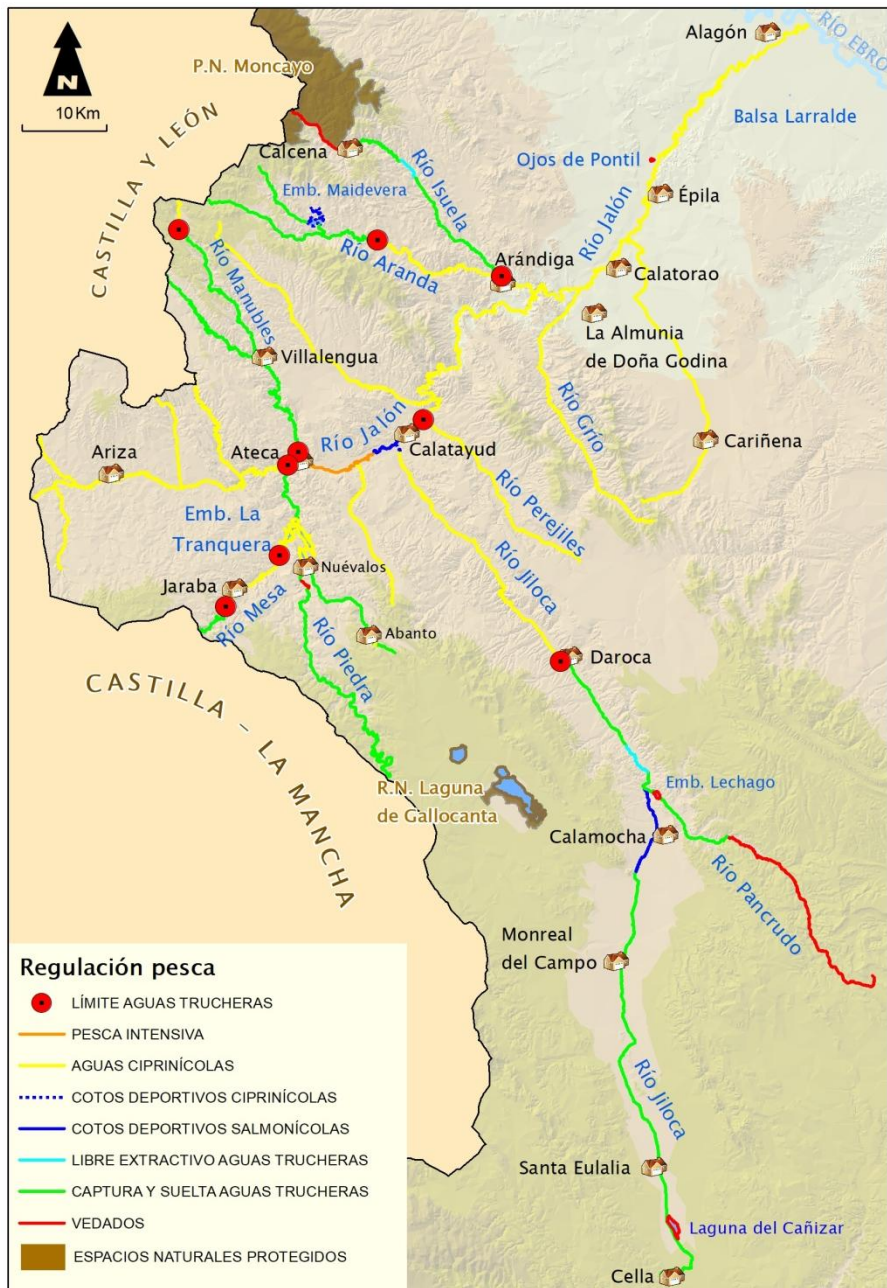 Alagón
RÍO EBRO
P.N. Moncayo
N
10 Km
Balsa Larralde
CASTILLA Y LEÓN
Calcena
Ojos de Pontil
Río Isuela
Emb. Maidevera
Épila
Río Jalón
Arándiga
Río Aranda
Calatorao
Río Manubles
La Almunia
de Doña Godina
Villalengua
Río Grío
Río Jalón
Calatayud
Cariñena
Ariza
Ateca
Río Perejiles
Emb. La
Tranquera
Nuévalos
Río Jiloca
Jaraba
Río Mesa
Abanto
Río Piedra
Daroca
CASTILLA - LA MANCHA
Emb. Lechago
R.N. Laguna
de Gallocanta
Calamocha
Río Pancrudo
Monreal
del Campo
Río Jiloca
Santa Eulalia
Laguna del Cañizar
Cella
Regulación pesca
LÍMITE AGUAS TRUCHERAS
PESCA INTENSIVA
AGUAS CIPRINÍCOLAS
COTOS DEPORTIVOS CIPRINÍCOLAS
COTOS DEPORTIVOS SALMONÍCOLAS
LIBRE EXTRACTIVO AGUAS TRUCHERAS
CAPTURA Y SUELTA AGUAS TRUCHERAS
VEDADOS
ESPACIOS NATURALES PROTEGIDOS